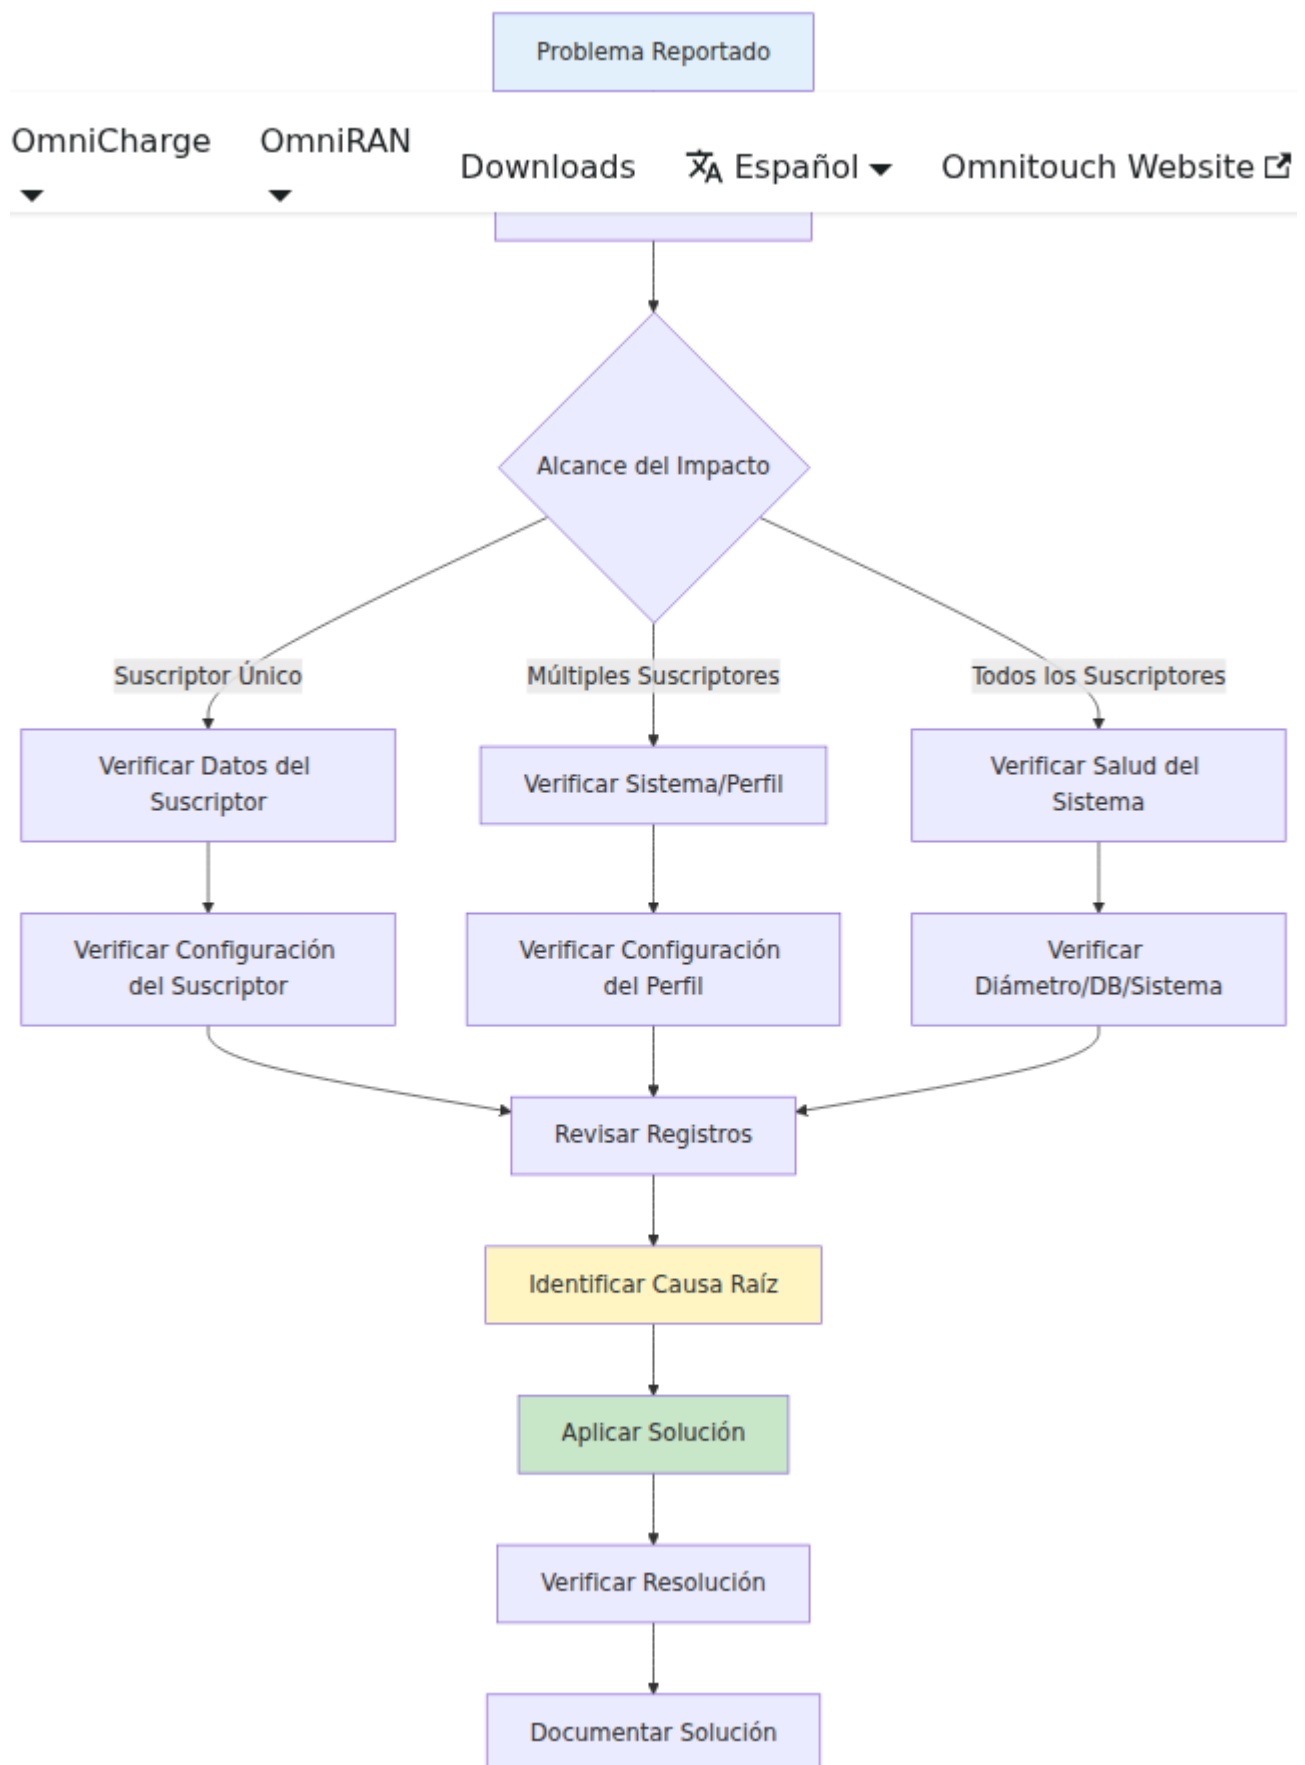 Problema Reportado
OmniCharge
OmniRAN
Downloads
Español
Omnitouch Website
Alcance del Impacto
Suscriptor Único
Múltiples Suscriptores
Todos los Suscriptores
Verificar Datos del
Suscriptor
Verificar Sistema/Perfil
Verificar Salud del
Sistema
Verificar Configuración
del Suscriptor
Verificar Configuración
del Perfil
Verificar
Diámetro/DB/Sistema
Revisar Registros
Identificar Causa Raíz
Aplicar Solución
Verificar Resolución
Documentar Solución